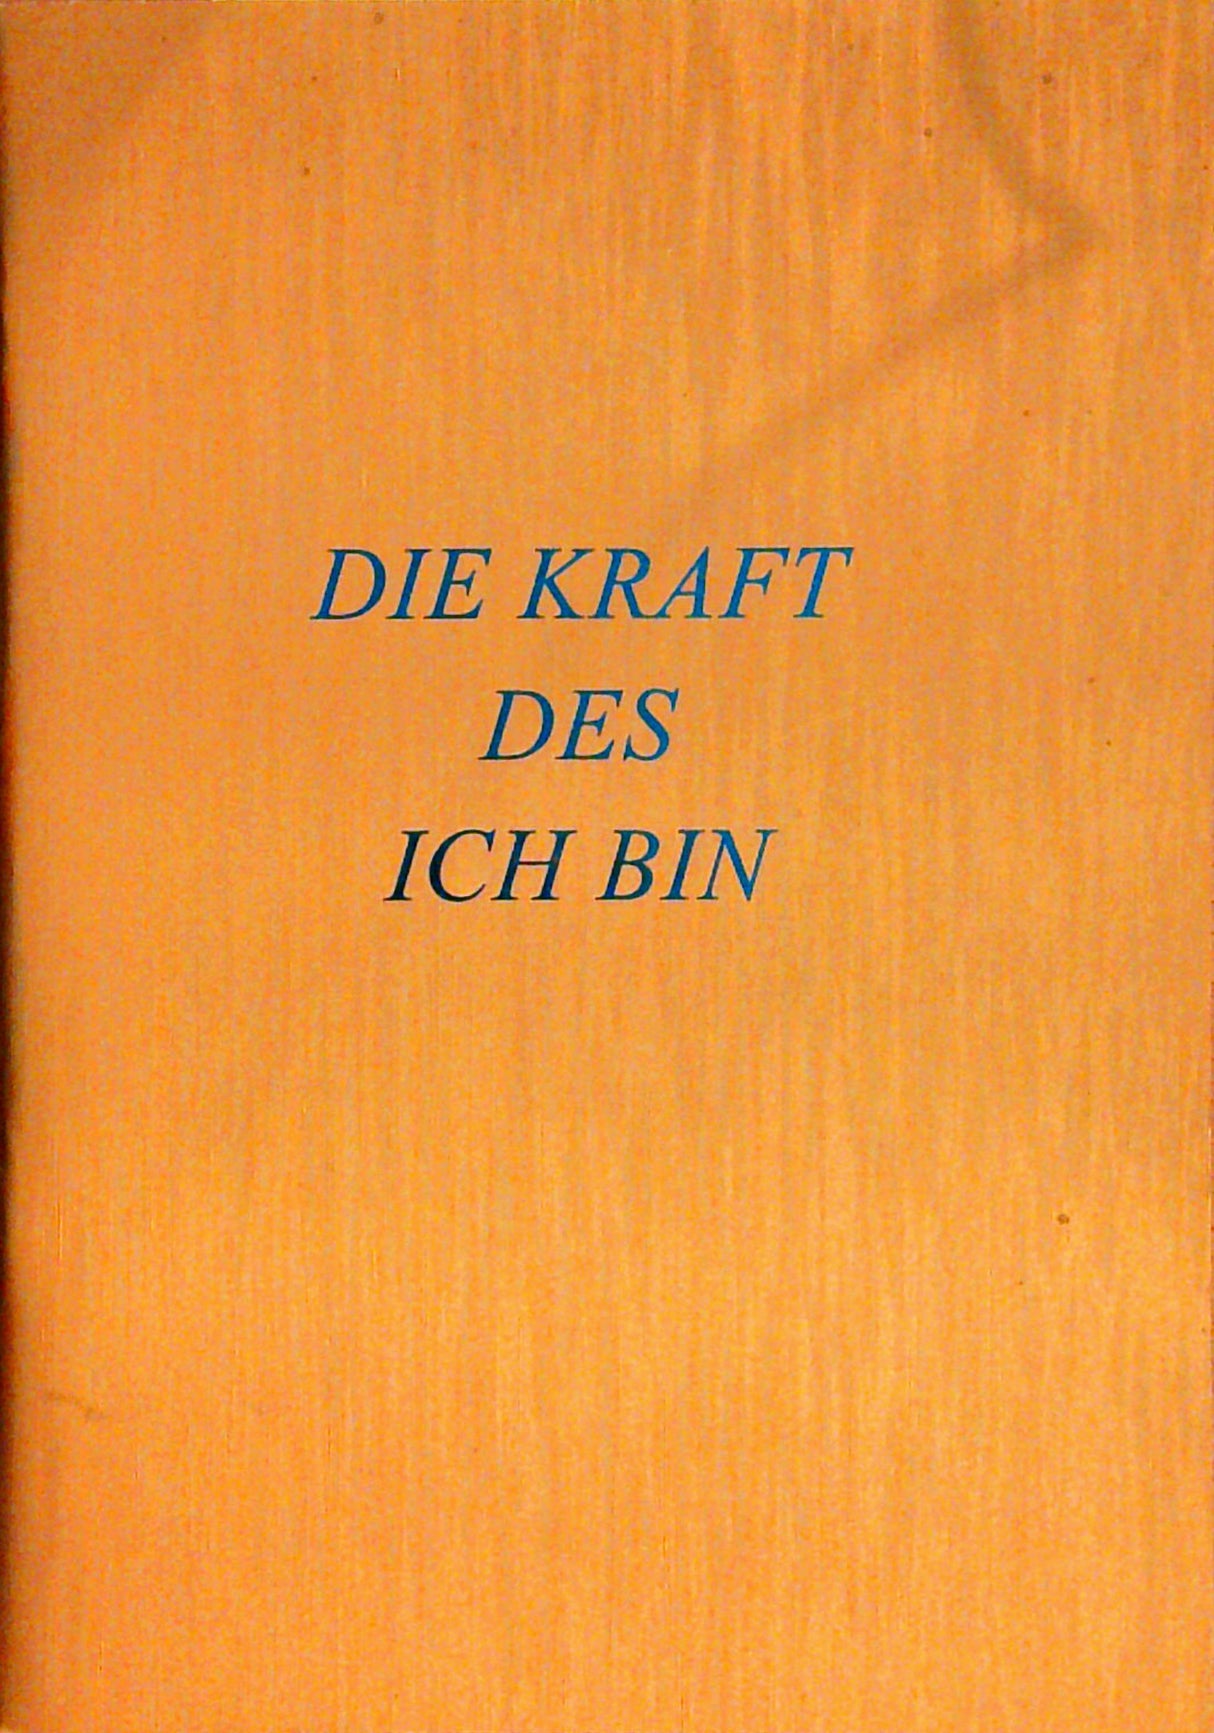 DIE KRAFT
DES
ICH BIN